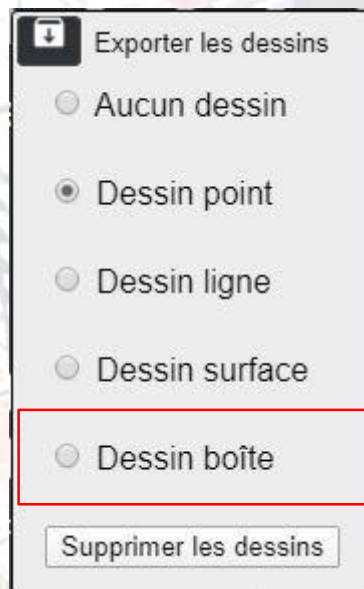 Exporter les dessins
Aucun dessin
Dessin point
Dessin ligne
Dessin surface
Dessin boîte
Supprimer les dessins